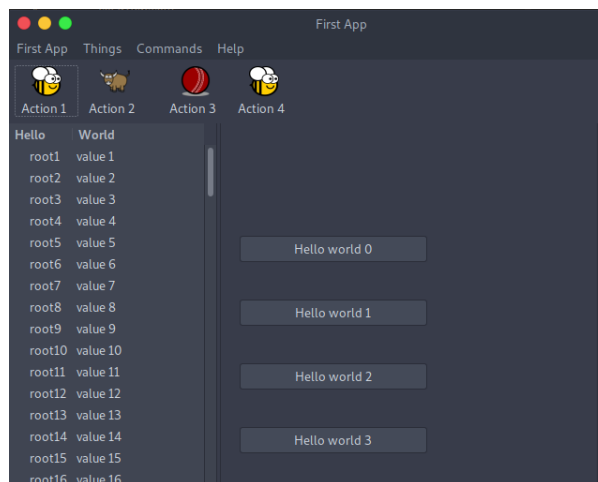 First App
First App Things Commands Help
Action 1 Action 2 Action 3 Action 4
Hello World
root1 value 1
root2 value 2
root3 value 3
root4 value 4
root5 value 5
root6 value 6
root7 value 7
root8 value 8
root9 value 9
root10 value 10
root11 value 11
root12 value 12
root13 value 13
root14 value 14
root15 value 15
root16 value 16
Hello world 0
Hello world 1
Hello world 2
Hello world 3